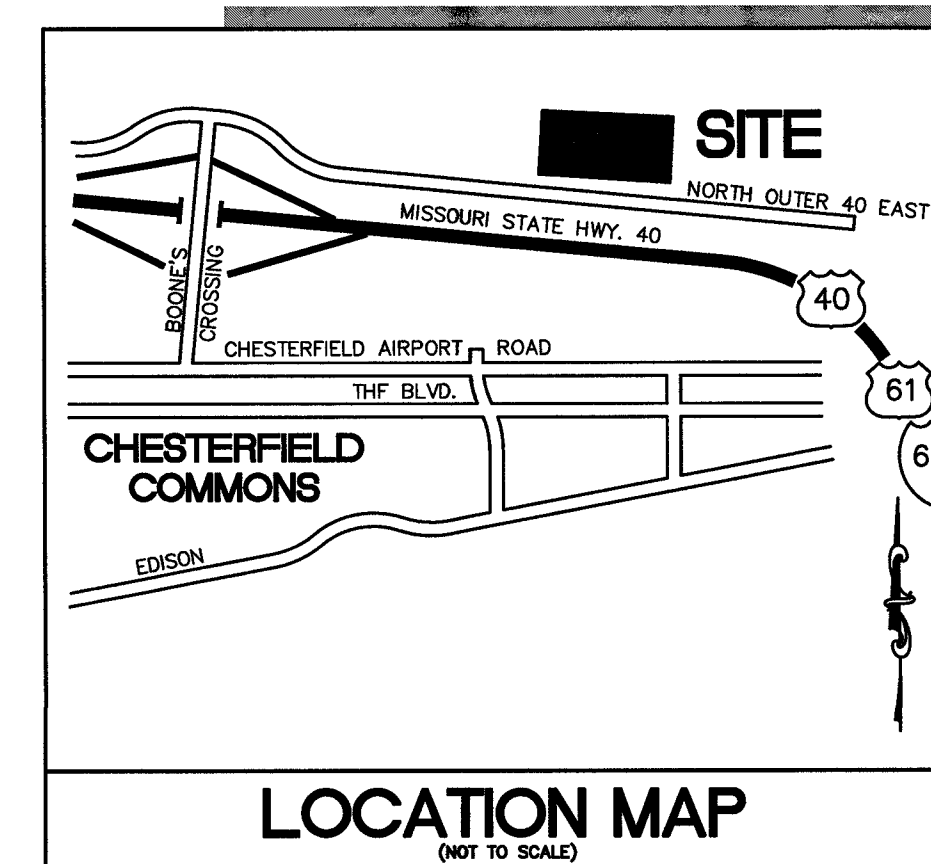 SITE
NORTH OUTER 40 EAST
MISSOURI STATE HWY. 40
BOONE'S
CROSSING
40
CHESTERFIELD AIRPORT ROAD
61
THF BLVD.
CHESTERFIELD
COMMONS
6
EDISON
LOCATION MAP
(NOT TO SCALE)